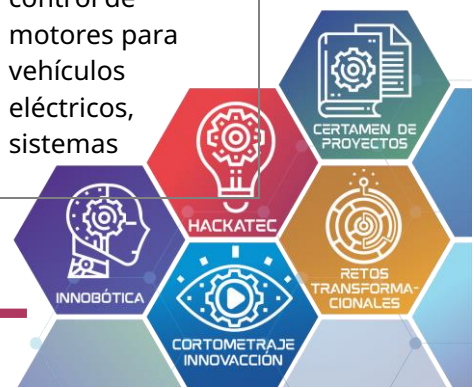 control de
motores para
vehículos
eléctricos,
sistemas
CERTAMEN DE
PROYECTOS
HACKATEC
INNOBÓTICA
RETOS
TRANSFORMA-
CIONALES
CORTOMETRAJE
INNOVACCIÓN